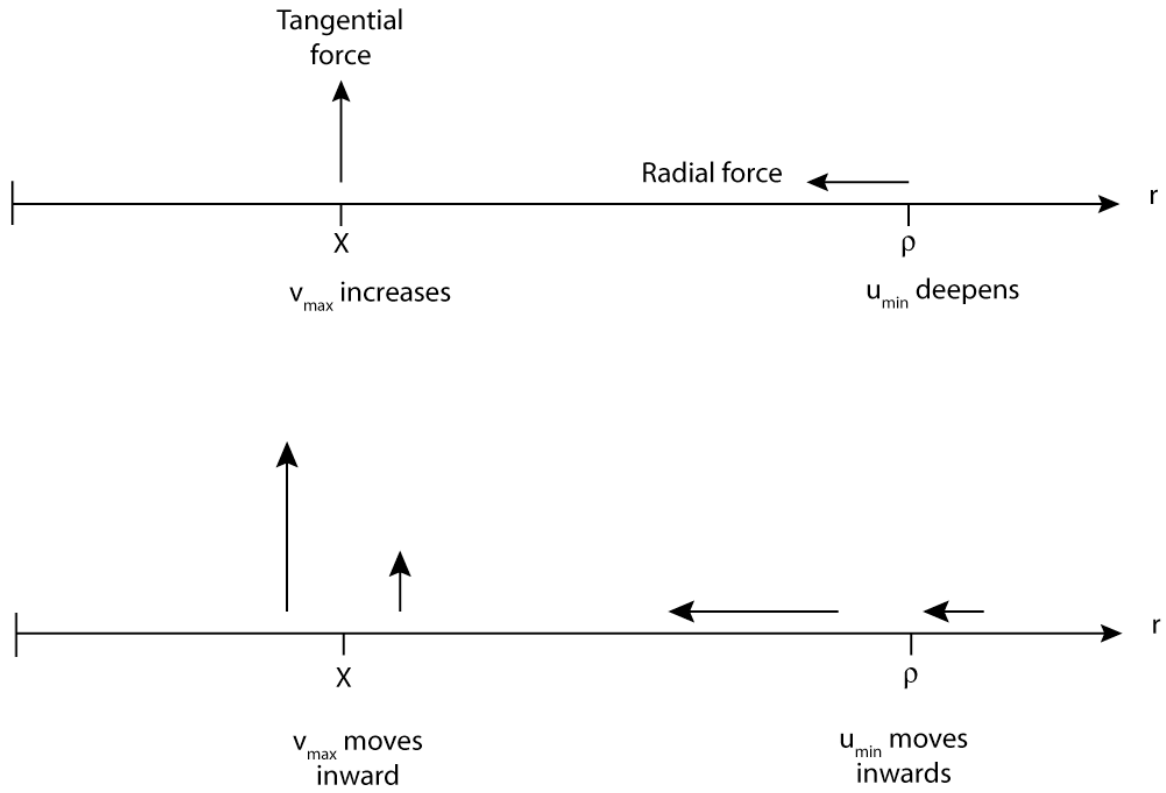 Tangential
force
Radial force
r
X
ρ
v_max increases
u_min deepens
r
X
ρ
v_max moves
inward
u_min moves
inwards